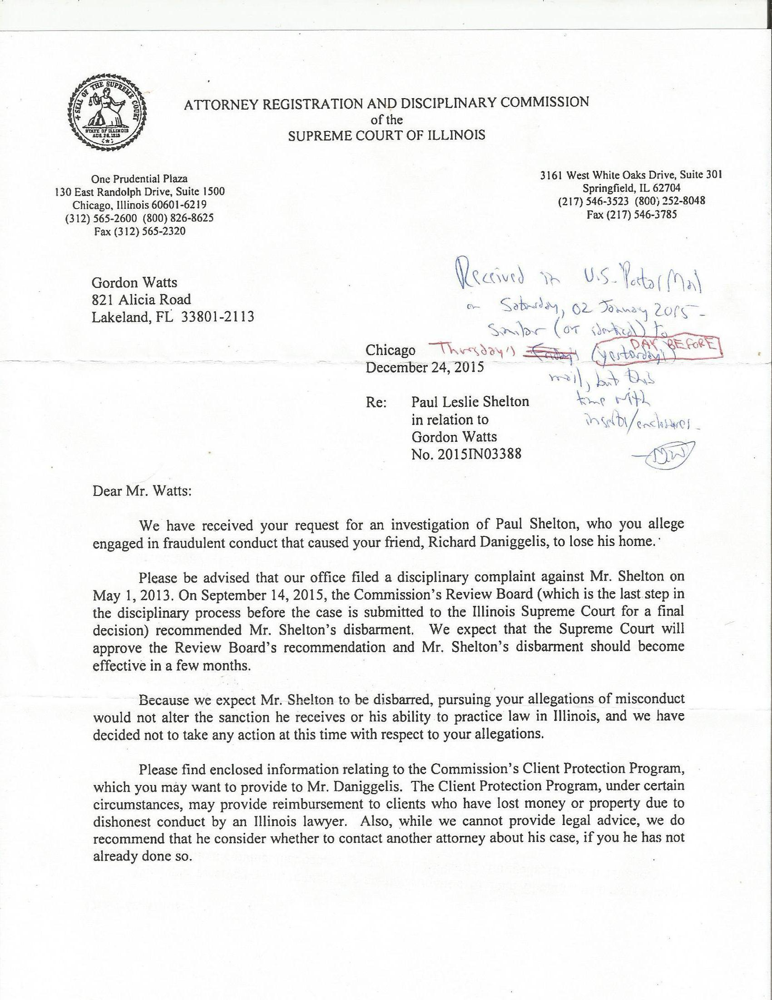 SEAL OF THE SUPREME COURT
STATE OF ILLINOIS
AUG. 26, 1818
ATTORNEY REGISTRATION AND DISCIPLINARY COMMISSION
of the
SUPREME COURT OF ILLINOIS
One Prudential Plaza
130 East Randolph Drive, Suite 1500
Chicago, Illinois 60601-6219
(312) 565-2600 (800) 826-8625
Fax (312) 565-2320
3161 West White Oaks Drive, Suite 301
Springfield, IL 62704
(217) 546-3523 (800) 252-8048
Fax (217) 546-3785
Gordon Watts
821 Alicia Road
Lakeland, FL 33801-2113
Received in U.S. Postal Mail
on Saturday, 02 January 2015 -
Similar (or identical) to
Thursday's Friday's (yesterday's) DAY BEFORE
mail, but this
time with
inserts/enclosures -
Chicago
December 24, 2015
Re: Paul Leslie Shelton
in relation to
Gordon Watts
No. 2015IN03388
Dear Mr. Watts:
We have received your request for an investigation of Paul Shelton, who you allege
engaged in fraudulent conduct that caused your friend, Richard Daniggelis, to lose his home.
Please be advised that our office filed a disciplinary complaint against Mr. Shelton on
May 1, 2013. On September 14, 2015, the Commission's Review Board (which is the last step in
the disciplinary process before the case is submitted to the Illinois Supreme Court for a final
decision) recommended Mr. Shelton's disbarment. We expect that the Supreme Court will
approve the Review Board's recommendation and Mr. Shelton's disbarment should become
effective in a few months.
Because we expect Mr. Shelton to be disbarred, pursuing your allegations of misconduct
would not alter the sanction he receives or his ability to practice law in Illinois, and we have
decided not to take any action at this time with respect to your allegations.
Please find enclosed information relating to the Commission's Client Protection Program,
which you may want to provide to Mr. Daniggelis. The Client Protection Program, under certain
circumstances, may provide reimbursement to clients who have lost money or property due to
dishonest conduct by an Illinois lawyer. Also, while we cannot provide legal advice, we do
recommend that he consider whether to contact another attorney about his case, if you he has not
already done so.